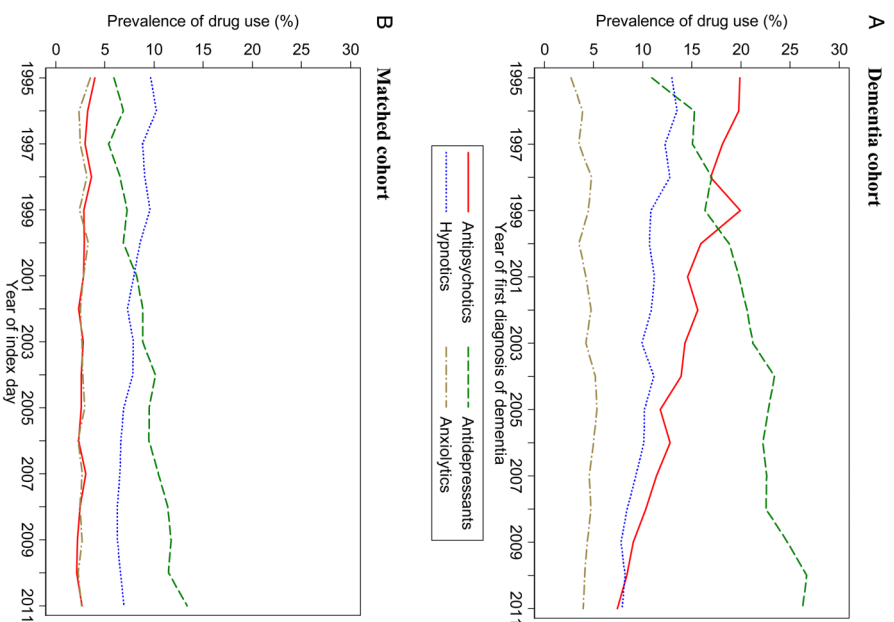 A Dementia cohort
Prevalence of drug use (%)
0 5 10 15 20 25 30
1995 1997 1999 2001 2003 2005 2007 2009 2011
Year of first diagnosis of dementia
Antipsychotics Antidepressants
Hypnotics Anxiolytics
B Matched cohort
Prevalence of drug use (%)
0 5 10 15 20 25 30
1995 1997 1999 2001 2003 2005 2007 2009 2011
Year of index day